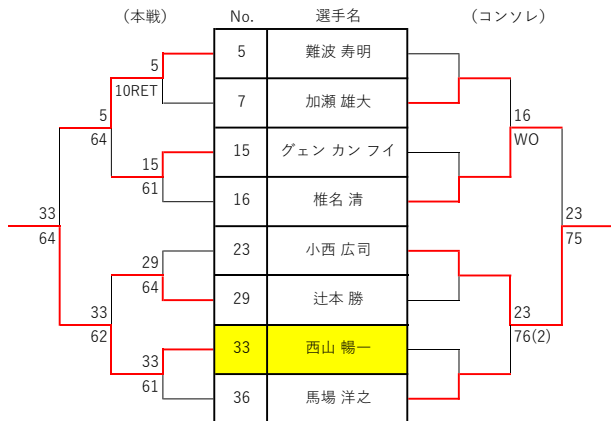 （本戦） No. 選手名 （コンソレ）
5 難波 寿明
5
10RET
7 加瀬 雄大
5
64
16
WO
15 グェン カン フイ
15
61
16 椎名 清
33
64
23
75
23 小西 広司
29
64
29 辻本 勝
33
62
23
76(2)
33 西山 暢一
33
61
36 馬場 洋之